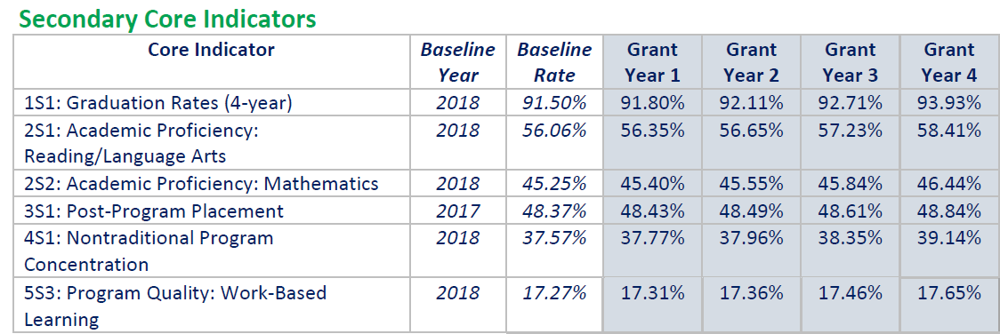 Secondary Core Indicators
Core Indicator Baseline Year Baseline Rate Grant Year 1 Grant Year 2 Grant Year 3 Grant Year 4
1S1: Graduation Rates (4-year) 2018 91.50% 91.80% 92.11% 92.71% 93.93%
2S1: Academic Proficiency: 2018 56.06% 56.35% 56.65% 57.23% 58.41%
Reading/Language Arts
2S2: Academic Proficiency: Mathematics 2018 45.25% 45.40% 45.55% 45.84% 46.44%
3S1: Post-Program Placement 2017 48.37% 48.43% 48.49% 48.61% 48.84%
4S1: Nontraditional Program 2018 37.57% 37.77% 37.96% 38.35% 39.14%
Concentration
5S3: Program Quality: Work-Based 2018 17.27% 17.31% 17.36% 17.46% 17.65%
Learning